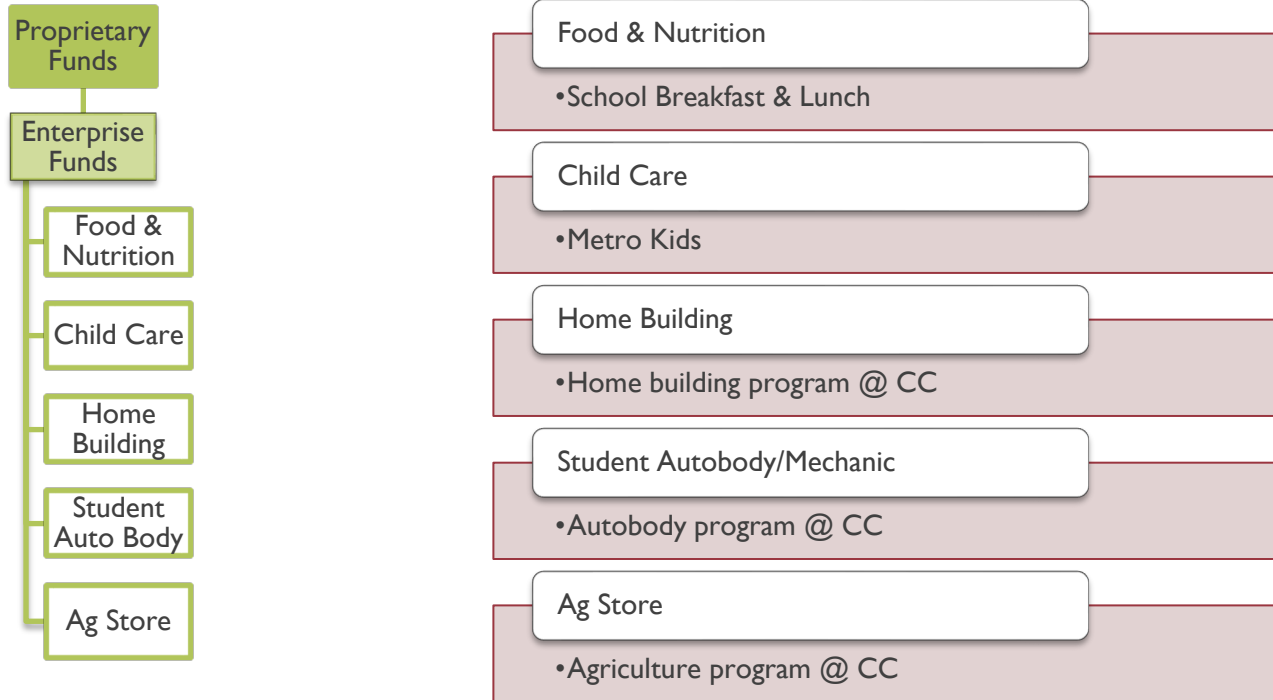 Proprietary
Funds
Enterprise
Funds
Food &
Nutrition
Child Care
Home
Building
Student
Auto Body
Ag Store
Food & Nutrition
•School Breakfast & Lunch
Child Care
•Metro Kids
Home Building
•Home building program @ CC
Student Autobody/Mechanic
•Autobody program @ CC
Ag Store
•Agriculture program @ CC